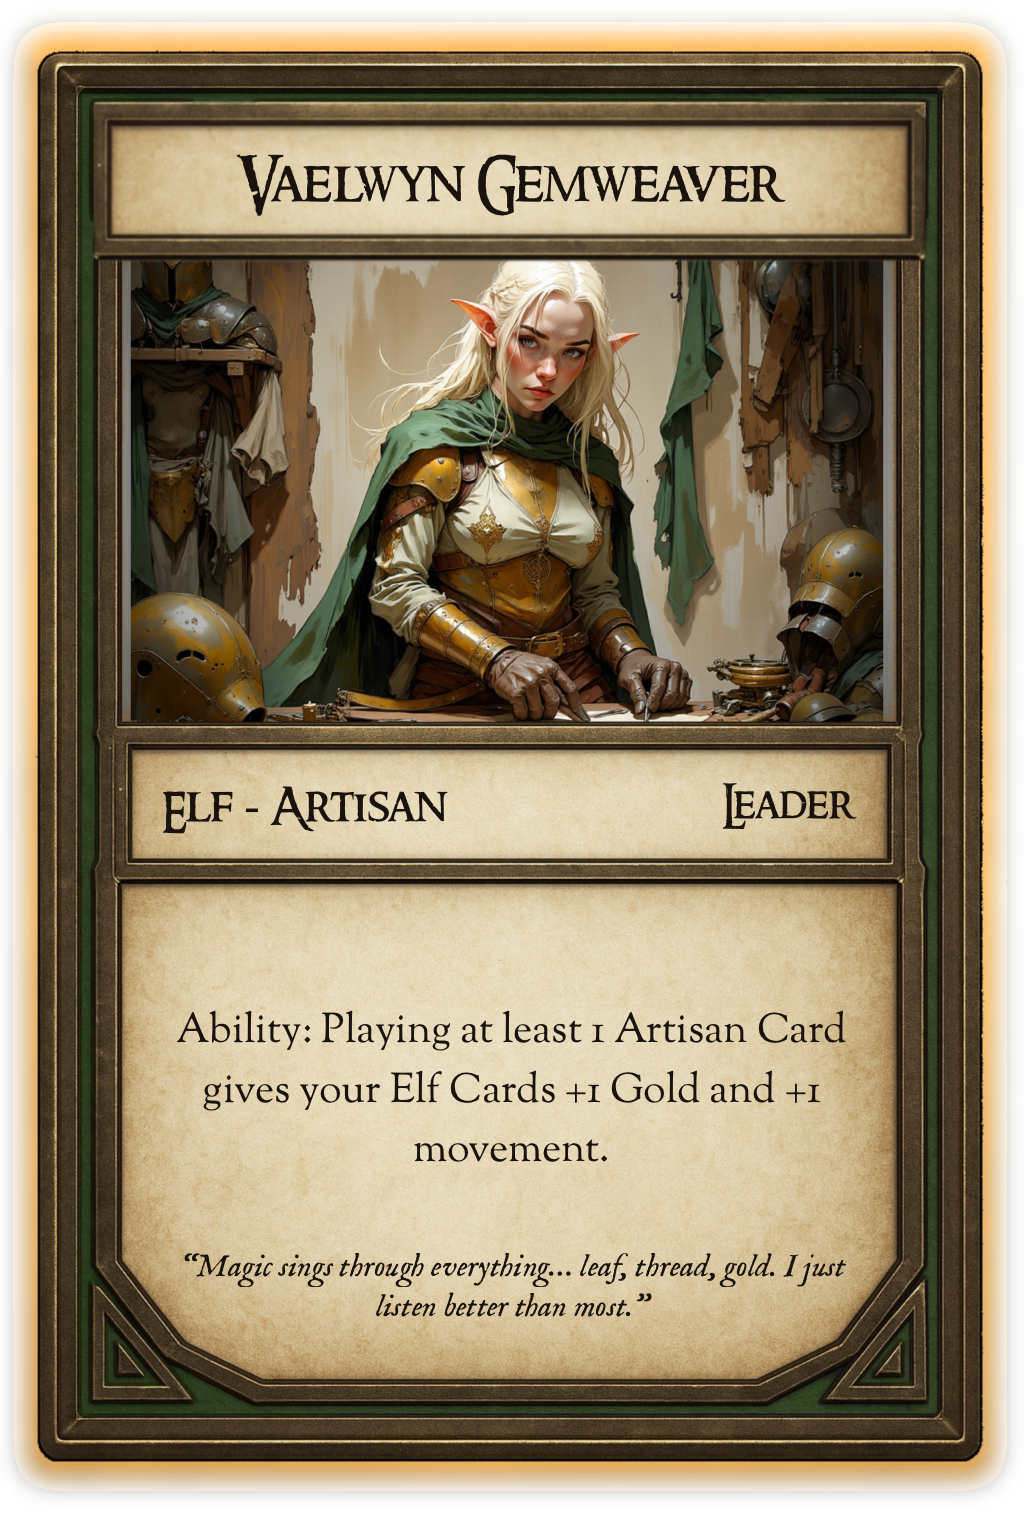 Vaelwyn Gemweaver
Elf - Artisan
Leader
Ability: Playing at least 1 Artisan Card
gives your Elf Cards +1 Gold and +1
movement.
“Magic sings through everything... leaf, thread, gold. I just
listen better than most.”